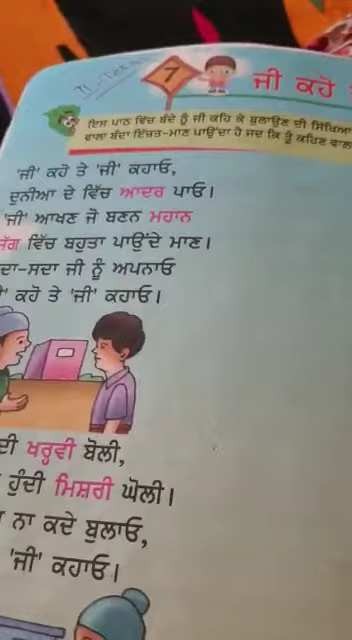 7
ਜੀ ਕਹੋ
ਇਸ ਪਾਠ ਵਿੱਚ ਬੱਚੇ ਨੂੰ ਜੀ ਕਹਿ ਕੇ ਬੁਲਾਉਣ ਦੀ ਸਿੱਖਿਆ
ਵਾਲਾ ਬੱਚਾ ਇੱਜ਼ਤ-ਮਾਣ ਪਾਉਂਦਾ ਹੈ ਜਦ ਕਿ ਤੂੰ ਕਹਿਣ ਵਾਲਾ
'ਜੀ' ਕਹੋ ਤੇ 'ਜੀ' ਕਹਾਓ,
ਦੁਨੀਆ ਦੇ ਵਿੱਚ ਆਦਰ ਪਾਓ।
'ਜੀ' ਆਖਣ ਜੋ ਬਣਨ ਮਹਾਨ
ਜੱਗ ਵਿੱਚ ਬਹੁਤਾ ਪਾਉਂਦੇ ਮਾਣ।
ਦਾ-ਸਦਾ ਜੀ ਨੂੰ ਅਪਨਾਓ
' ਕਹੋ ਤੇ 'ਜੀ' ਕਹਾਓ।
ਦੀ ਖਰ੍ਹਵੀ ਬੋਲੀ,
ਹੁੰਦੀ ਮਿਸ਼ਰੀ ਘੋਲੀ।
ਨਾ ਕਦੇ ਬੁਲਾਓ,
'ਜੀ' ਕਹਾਓ।